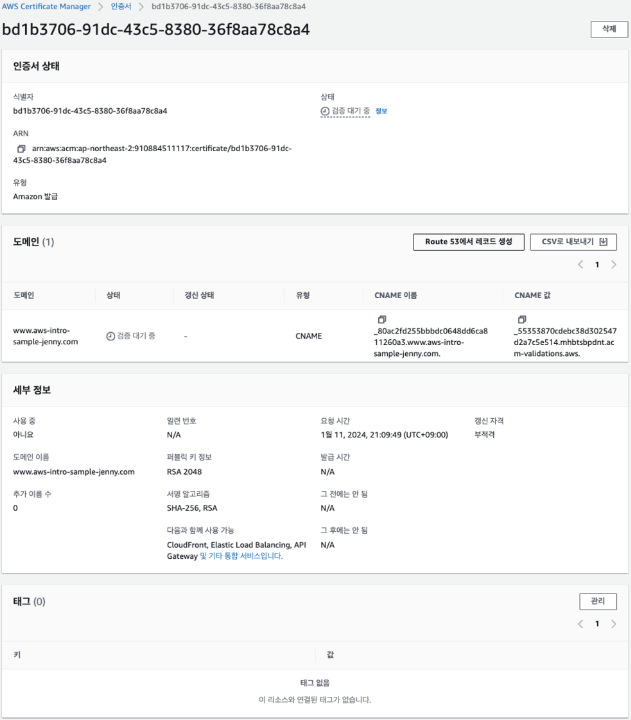 AWS Certificate Manager > 인증서 > bd1b3706-91dc-43c5-8380-36f8aa78c8a4
bd1b3706-91dc-43c5-8380-36f8aa78c8a4
삭제
인증서 상태
식별자
bd1b3706-91dc-43c5-8380-36f8aa78c8a4
상태
검증 대기 중 정보
ARN
arn:aws:acm:ap-northeast-2:910884511117:certificate/bd1b3706-91dc-
43c5-8380-36f8aa78c8a4
유형
Amazon 발급
도메인 (1)
Route 53에서 레코드 생성
CSV로 내보내기
1
도메인 상태 갱신 상태 유형 CNAME 이름 CNAME 값
www.aws-intro-
sample-jenny.com
검증 대기 중
-
CNAME
_80ac2fd255bbbdc0648dd6ca8
11260a3.www.aws-intro-
sample-jenny.com.
_55353870cdebc38d302547
d2a7c5e514.mhbtsbpdnt.ac
m-validations.aws.
세부 정보
사용 중
아니요
일련 번호
N/A
요청 시간
1월 11, 2024, 21:09:49 (UTC+09:00)
갱신 자격
부적격
도메인 이름
www.aws-intro-sample-jenny.com
퍼블릭 키 정보
RSA 2048
발급 시간
N/A
추가 이름 수
0
서명 알고리즘
SHA-256, RSA
그 전에는 안 됨
N/A
다음과 함께 사용 가능
CloudFront, Elastic Load Balancing, API
Gateway 및 기타 통합 서비스입니다.
그 후에는 안 됨
N/A
태그 (0)
관리
1
키 값
태그 없음
이 리소스와 연결된 태그가 없습니다.